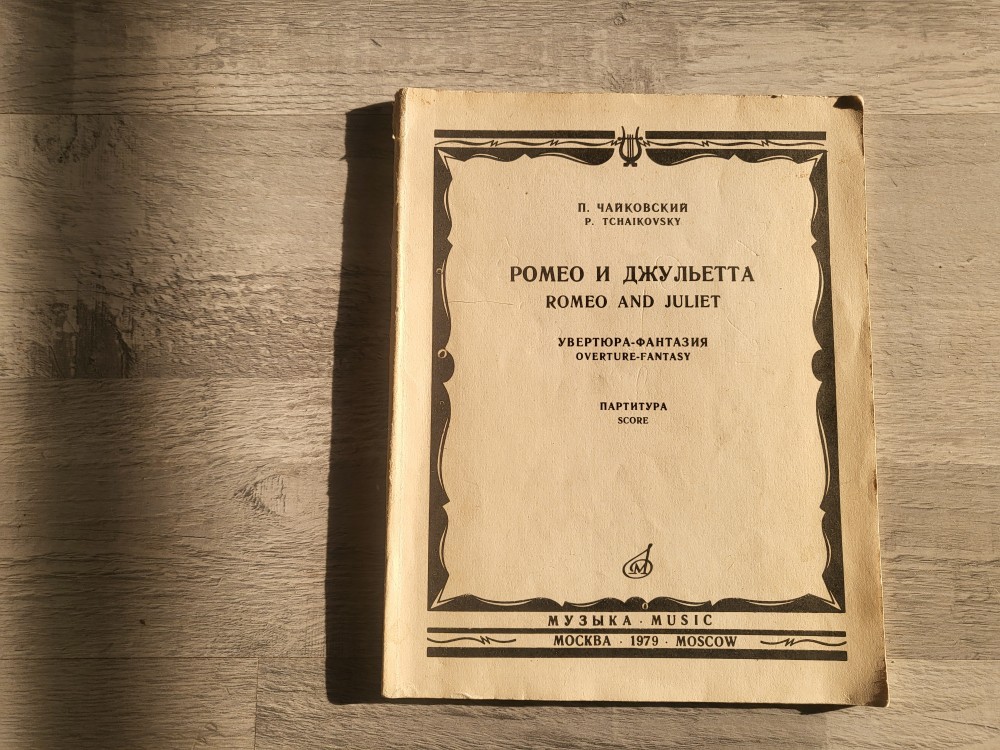 П. ЧАЙКОВСКИЙ
P. TCHAIKOVSKY
РОМЕО И ДЖУЛЬЕТТА
ROMEO AND JULIET
УВЕРТЮРА-ФАНТАЗИЯ
OVERTURE-FANTASY
ПАРТИТУРА
SCORE
М
МУЗЫКА · MUSIC
МОСКВА · 1979 · MOSCOW